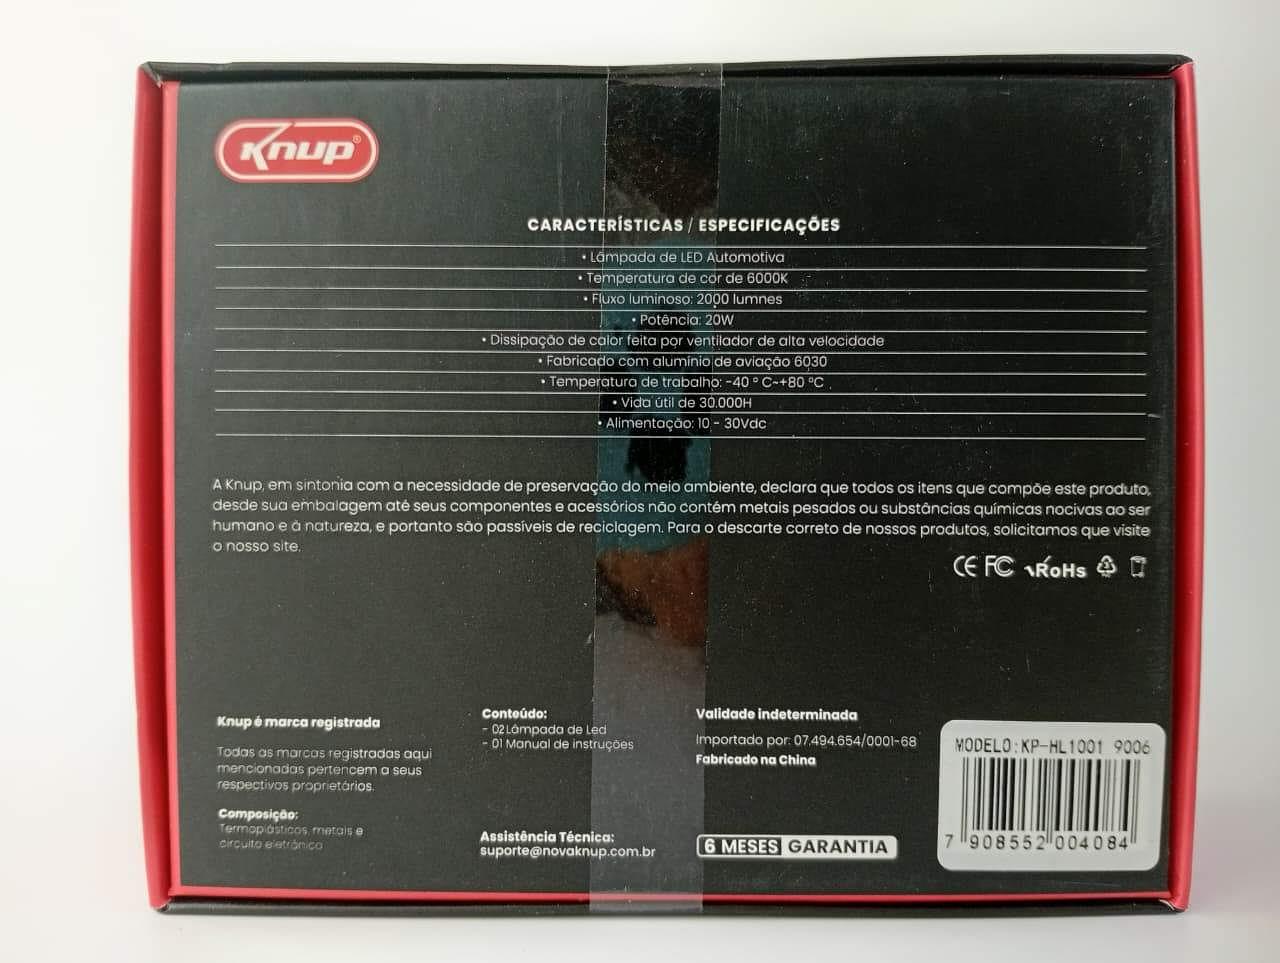 Knup®
CARACTERÍSTICAS / ESPECIFICAÇÕES
• Lâmpada de LED Automotiva
• Temperatura de cor de 6000K
• Fluxo luminoso: 2000 lumnes
• Potência: 20W
• Dissipação de calor feita por ventilador de alta velocidade
• Fabricado com alumínio de aviação 6030
• Temperatura de trabalho: -40 º C~+80 ºC
• Vida útil de 30.000H
• Alimentação: 10 - 30Vdc
A Knup, em sintonia com a necessidade de preservação do meio ambiente, declara que todos os itens que compõe este produto,
desde sua embalagem até seus componentes e acessórios não contém metais pesados ou substâncias químicas nocivas ao ser
humano e à natureza, e portanto são passíveis de reciclagem. Para o descarte correto de nossos produtos, solicitamos que visite
o nosso site.
CE FC RoHs
Knup é marca registrada
Todas as marcas registradas aqui
mencionadas pertencem a seus
respectivos proprietários.
Composição:
Termoplásticos, metais e
circuito eletrônico
Conteúdo:
- 02 Lâmpada de Led
- 01 Manual de instruções
Assistência Técnica:
suporte@novaknup.com.br
Validade indeterminada
Importado por: 07.494.654/0001-68
Fabricado na China
6 MESES GARANTIA
MODELO:KP-HL1001 9006
7 908552 004084